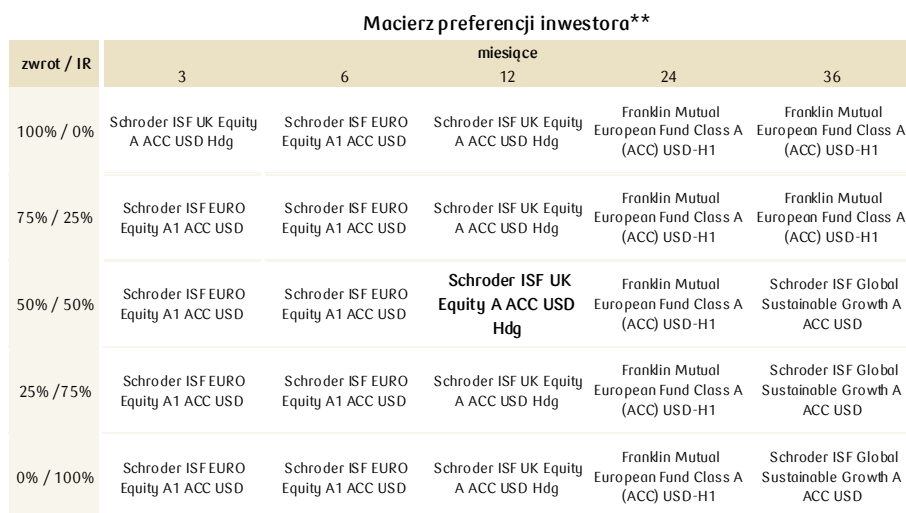 Macierz preferencji inwestora**
zwrot / IR
miesiące
3 6 12 24 36
100% / 0%
Schroder ISF UK Equity
A ACC USD Hdg
Schroder ISF EURO
Equity A1 ACC USD
Schroder ISF UK Equity
A ACC USD Hdg
Franklin Mutual
European Fund Class A
(ACC) USD-H1
Franklin Mutual
European Fund Class A
(ACC) USD-H1
75% / 25%
Schroder ISF EURO
Equity A1 ACC USD
Schroder ISF EURO
Equity A1 ACC USD
Schroder ISF UK Equity
A ACC USD Hdg
Franklin Mutual
European Fund Class A
(ACC) USD-H1
Franklin Mutual
European Fund Class A
(ACC) USD-H1
50% / 50%
Schroder ISF EURO
Equity A1 ACC USD
Schroder ISF EURO
Equity A1 ACC USD
Schroder ISF UK
Equity A ACC USD
Hdg
Franklin Mutual
European Fund Class A
(ACC) USD-H1
Schroder ISF Global
Sustainable Growth A
ACC USD
25% /75%
Schroder ISF EURO
Equity A1 ACC USD
Schroder ISF EURO
Equity A1 ACC USD
Schroder ISF UK Equity
A ACC USD Hdg
Franklin Mutual
European Fund Class A
(ACC) USD-H1
Schroder ISF Global
Sustainable Growth A
ACC USD
0% / 100%
Schroder ISF EURO
Equity A1 ACC USD
Schroder ISF EURO
Equity A1 ACC USD
Schroder ISF UK Equity
A ACC USD Hdg
Franklin Mutual
European Fund Class A
(ACC) USD-H1
Schroder ISF Global
Sustainable Growth A
ACC USD